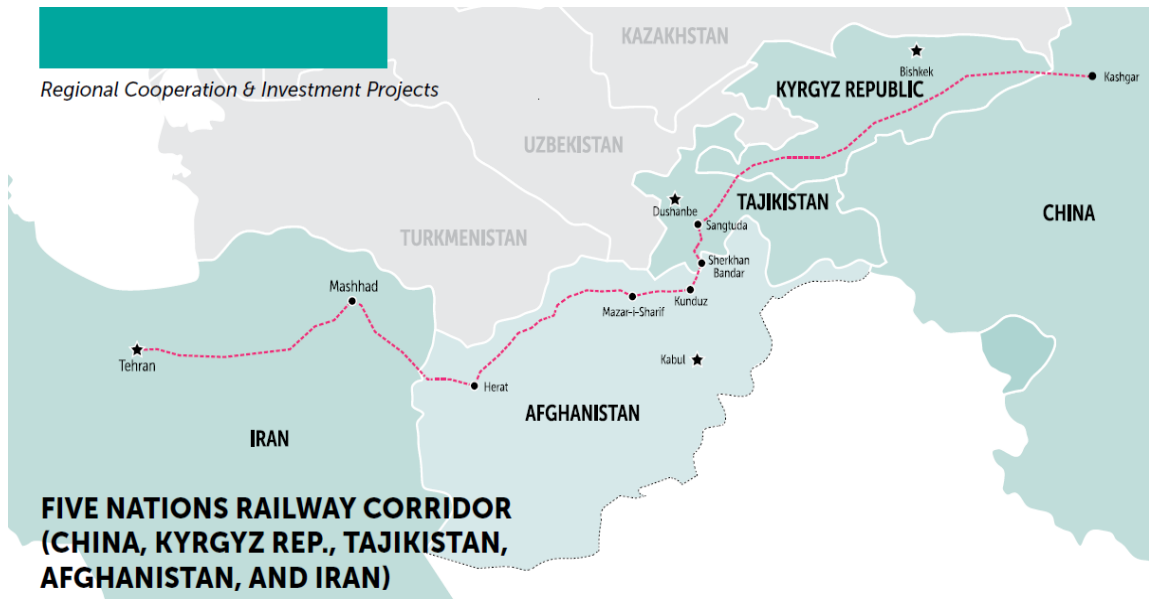 Regional Cooperation & Investment Projects
KAZAKHSTAN
Bishkek
Kashgar
KYRGYZ REPUBLIC
UZBEKISTAN
TAJIKISTAN
Dushanbe
CHINA
Sangtuda
TURKMENISTAN
Sherkhan
Bandar
Mashhad
Kunduz
Mazar-i-Sharif
Tehran
Kabul
Herat
AFGHANISTAN
IRAN
FIVE NATIONS RAILWAY CORRIDOR
(CHINA, KYRGYZ REP., TAJIKISTAN,
AFGHANISTAN, AND IRAN)